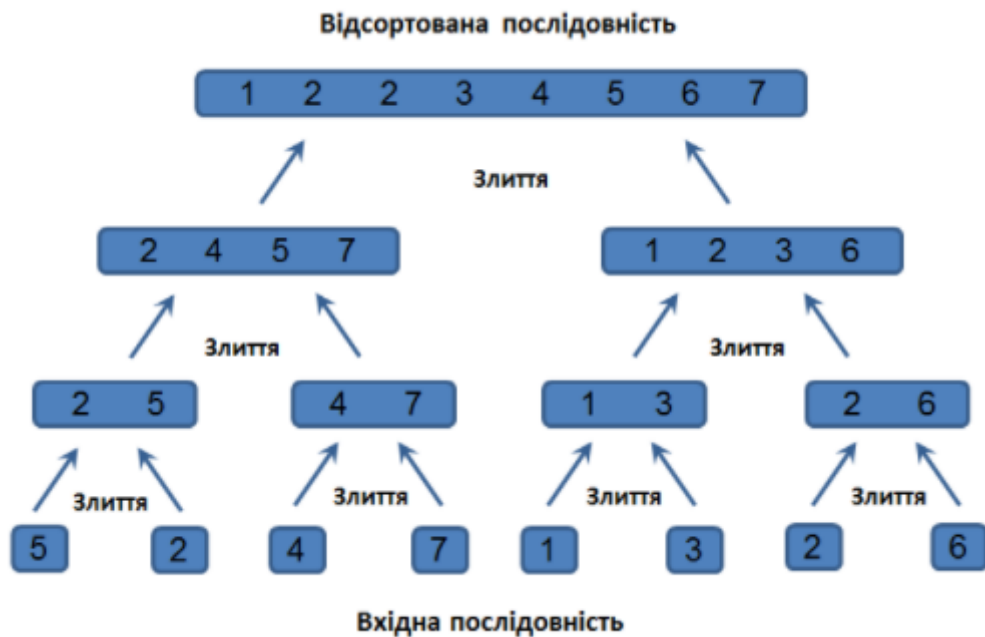 Відсортована послідовність
1 2 2 3 4 5 6 7
Злиття
2 4 5 7 1 2 3 6
Злиття Злиття
2 5 4 7 1 3 2 6
Злиття Злиття Злиття Злиття
5 2 4 7 1 3 2 6
Вхідна послідовність